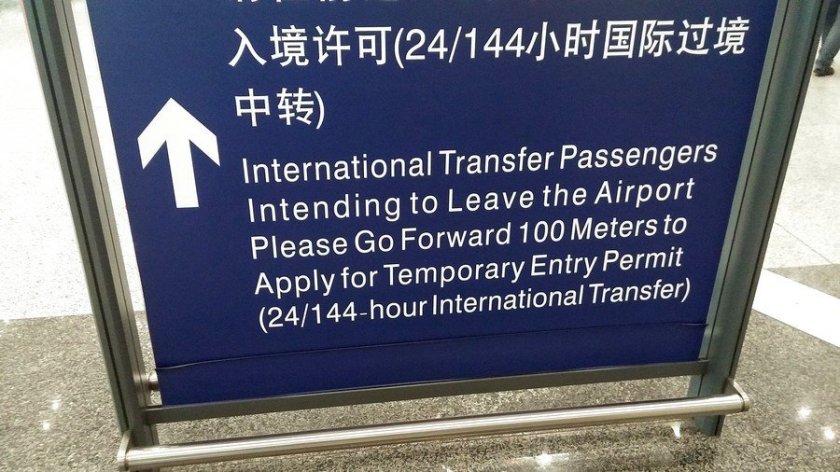 入境许可(24/144小时国际过境
中转)
International Transfer Passengers
Intending to Leave the Airport
Please Go Forward 100 Meters to
Apply for Temporary Entry Permit
(24/144-hour International Transfer)